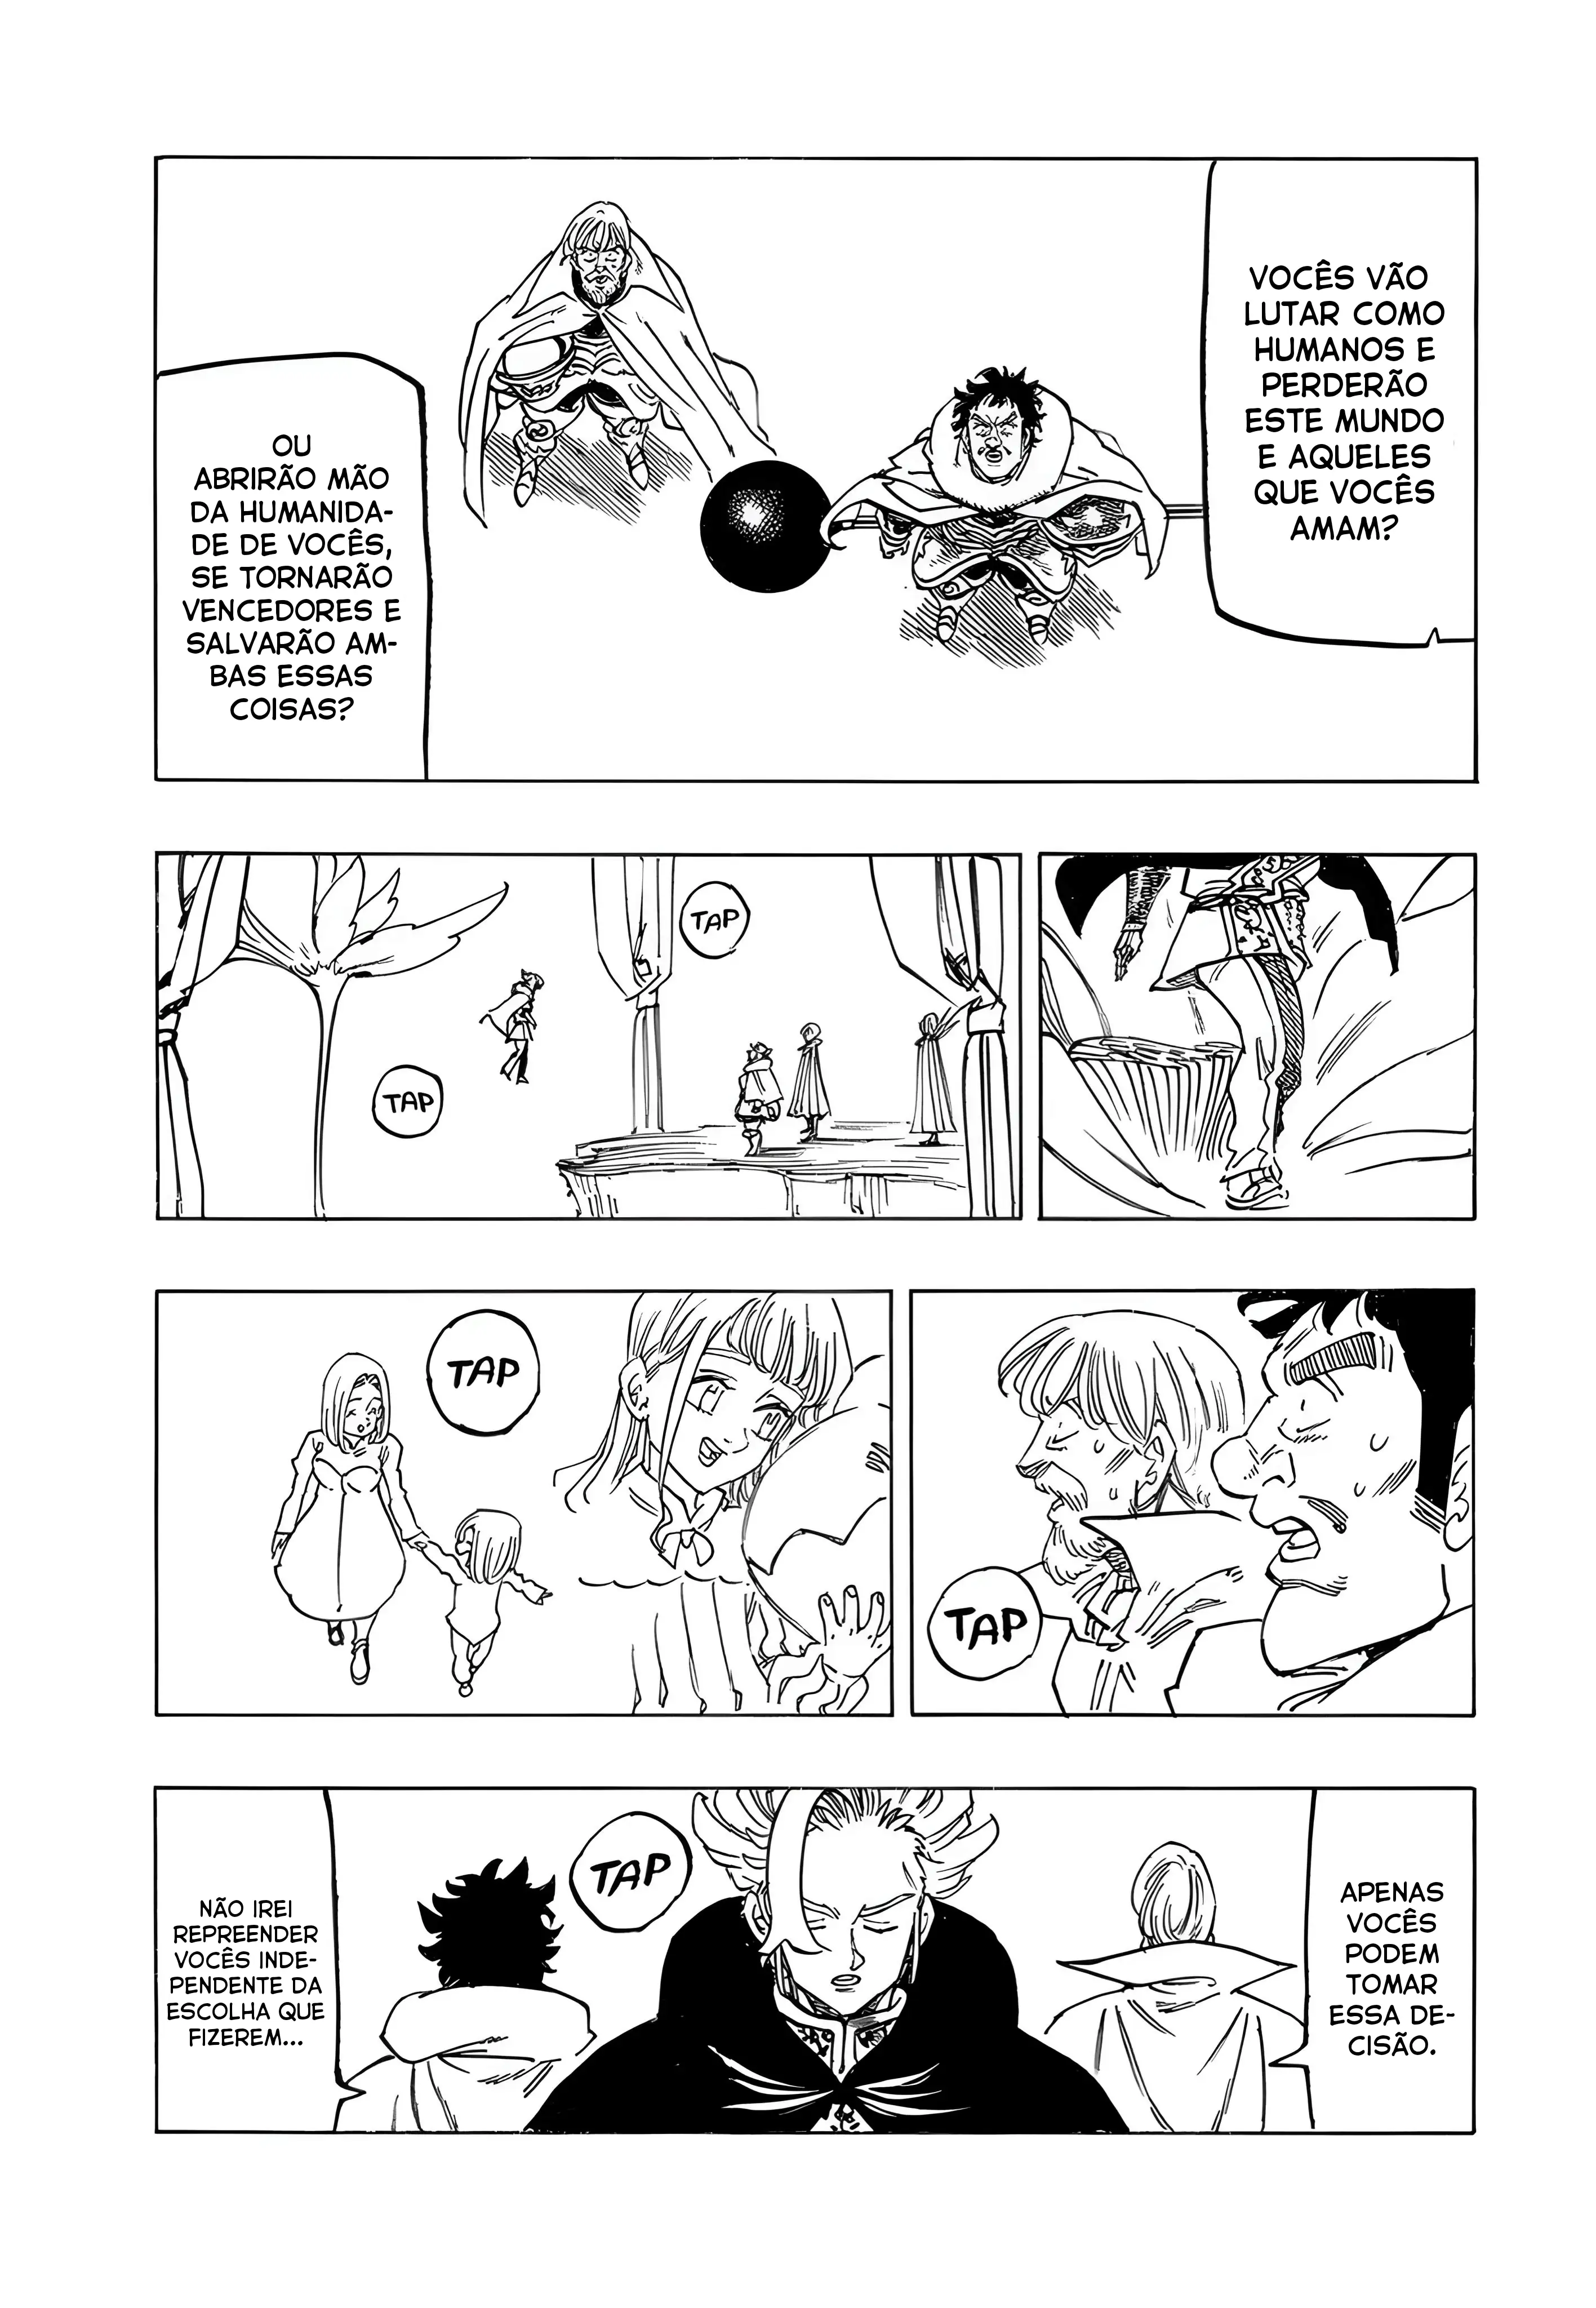 VOCÊS VÃO
LUTAR COMO
HUMANOS E
PERDERÃO
ESTE MUNDO
E AQUELES
QUE VOCÊS
AMAM?
OU
ABRIRÃO MÃO
DA HUMANIDA-
DE DE VOCÊS,
SE TORNARÃO
VENCEDORES E
SALVARÃO AM-
BAS ESSAS
COISAS?
TAP
TAP
TAP
TAP
APENAS
VOCÊS
PODEM
TOMAR
ESSA DE-
CISÃO.
TAP
NÃO IREI
REPREENDER
VOCÊS INDE-
PENDENTE DA
ESCOLHA QUE
FIZEREM...